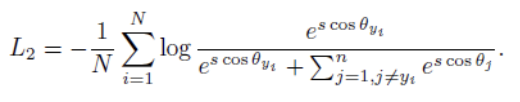 L_2 = -\frac{1}{N} \sum_{i=1}^{N} \log \frac{e^{s \cos \theta_{y_i}}}{e^{s \cos \theta_{y_i}} + \sum_{j=1, j \neq y_i}^{n} e^{s \cos \theta_j}}.